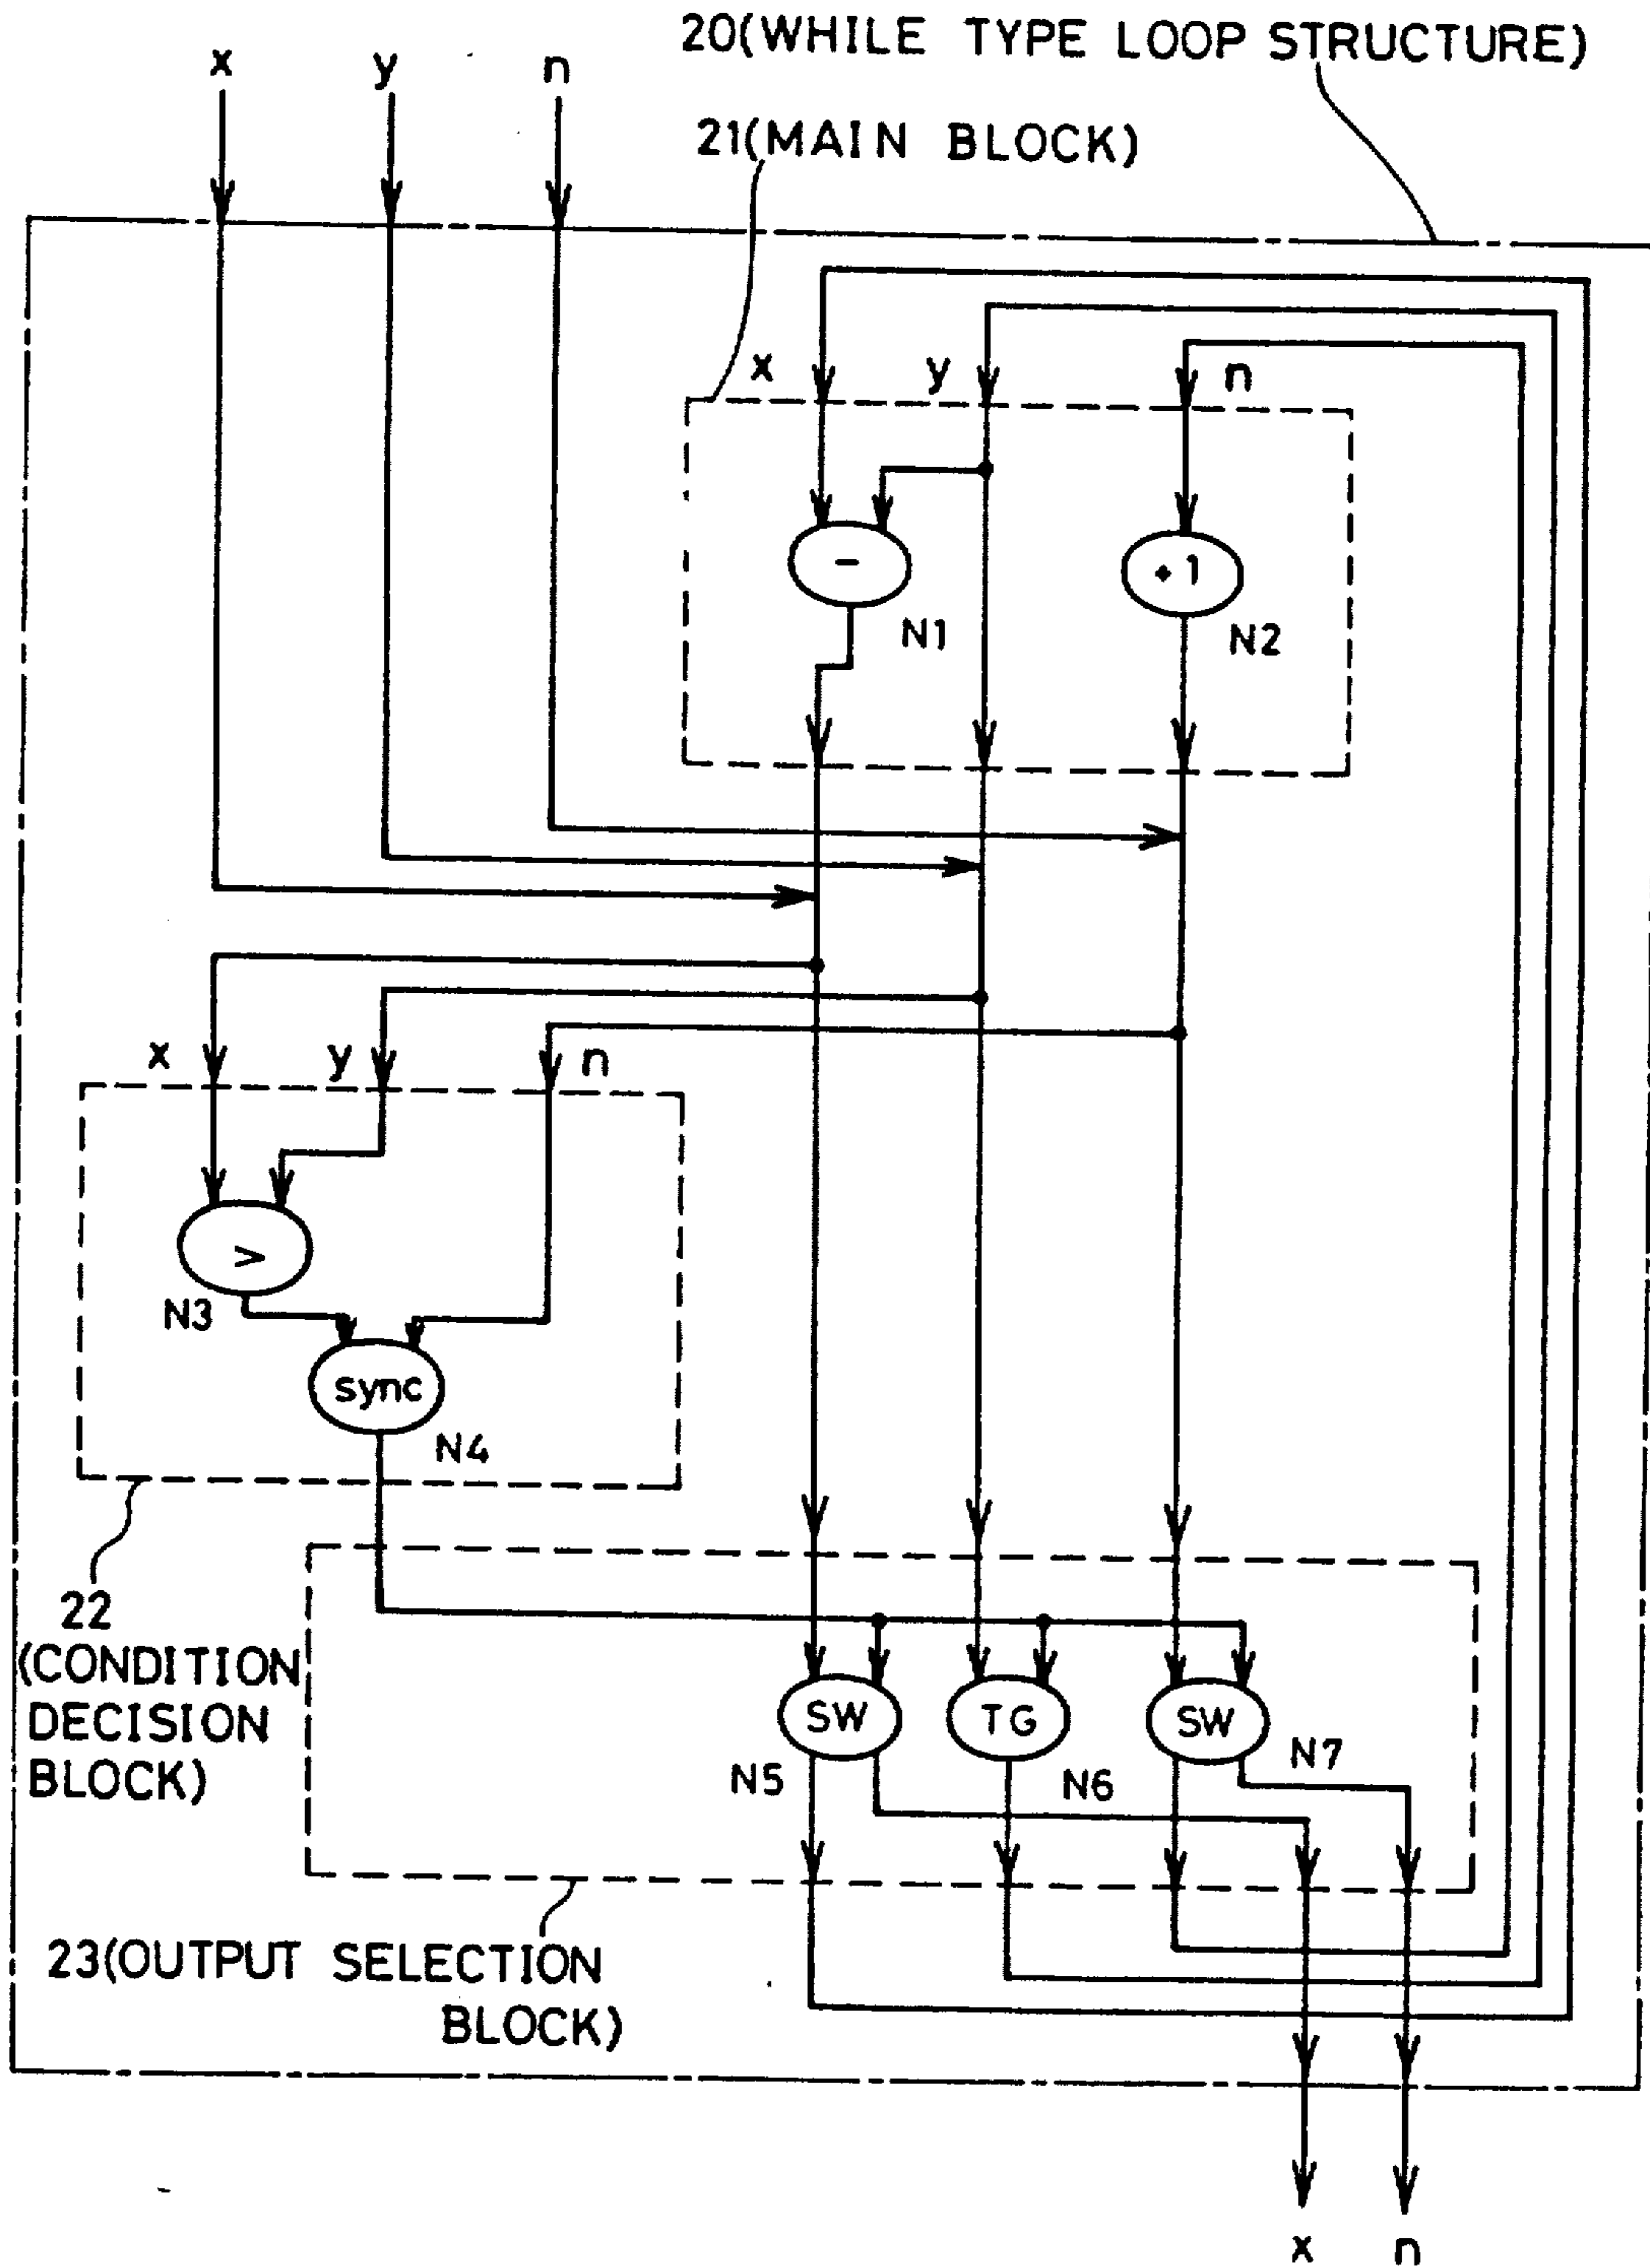 20(WHILE TYPE LOOP STRUCTURE)
x y n
21(MAIN BLOCK)
x y n
-
+1
N1
N2
x y n
>
N3
sync
N4
22
(CONDITION
DECISION
BLOCK)
SW
TG
SW
N5
N6
N7
23(OUTPUT SELECTION
BLOCK)
x n